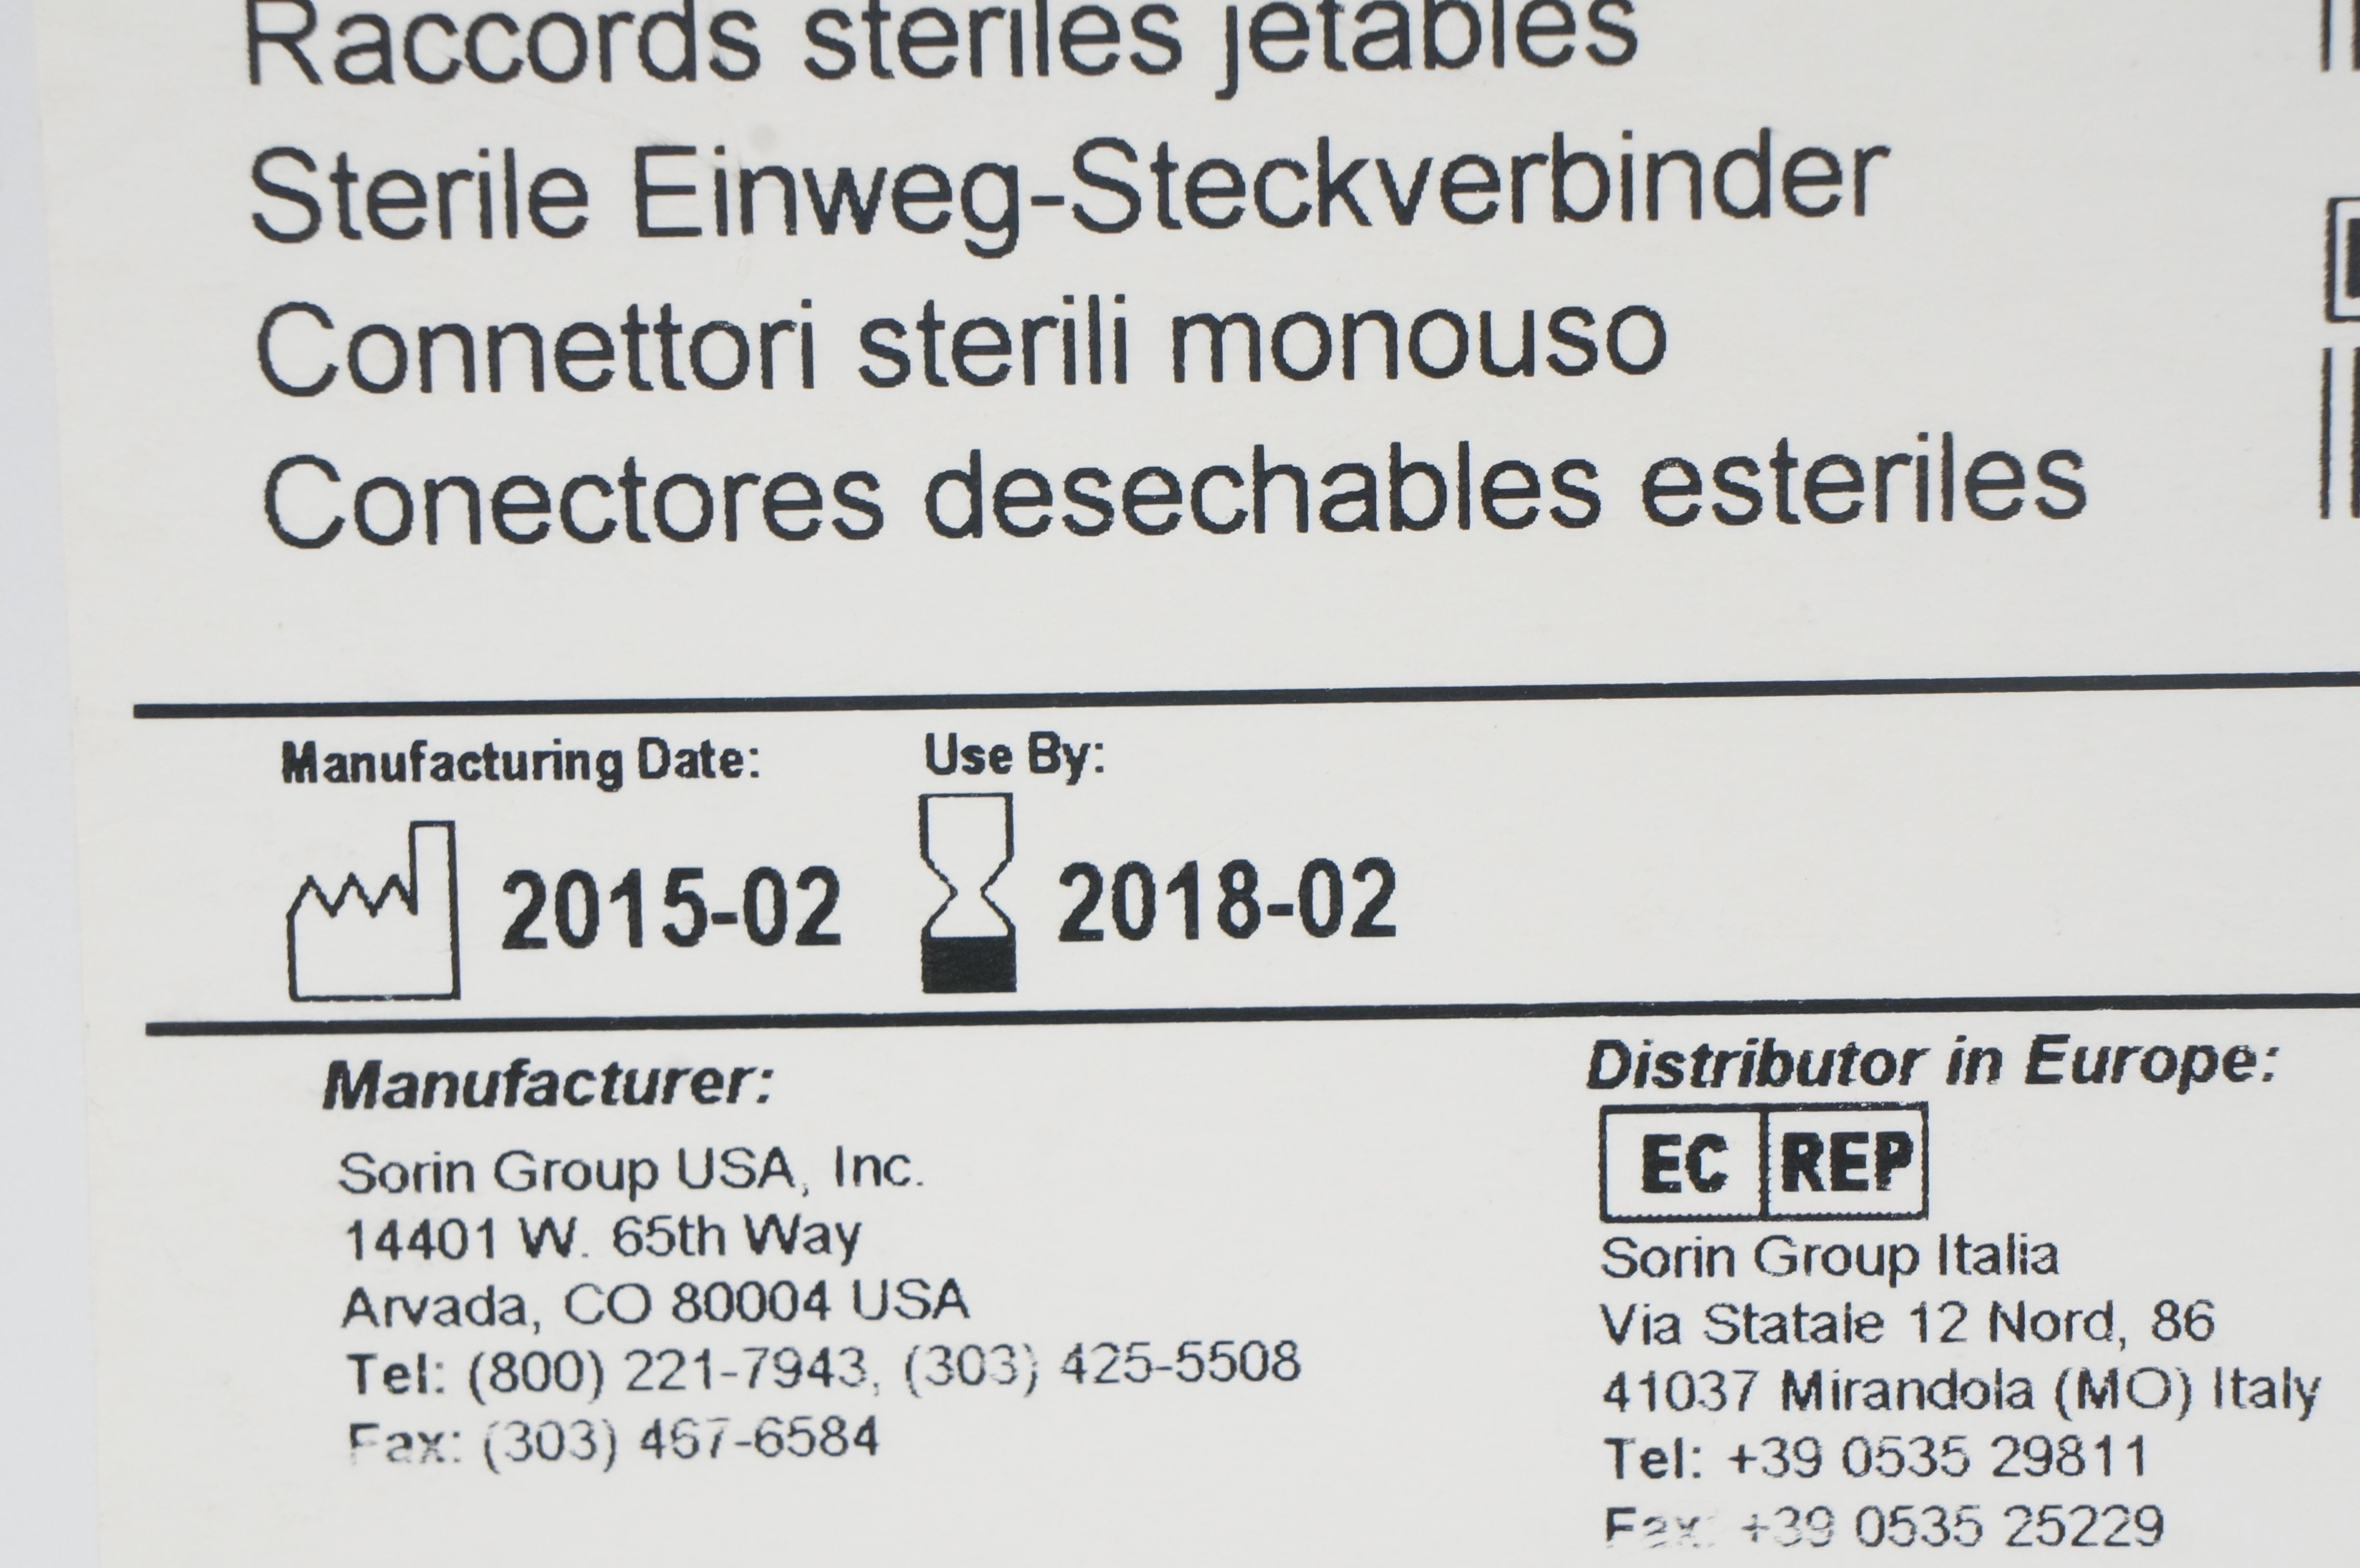 Raccords steriles jetables
Sterile Einweg-Steckverbinder
Connettori sterili monouso
Conectores desechables esteriles
Manufacturing Date:
2015-02
Use By:
2018-02
Manufacturer:
Sorin Group USA, Inc.
14401 W. 65th Way
Arvada, CO 80004 USA
Tel: (800) 221-7943, (303) 425-5508
Fax: (303) 467-6584
Distributor in Europe:
EC REP
Sorin Group Italia
Via Statale 12 Nord, 86
41037 Mirandola (MO) Italy
Tel: +39 0535 29811
Fax: +39 0535 25229